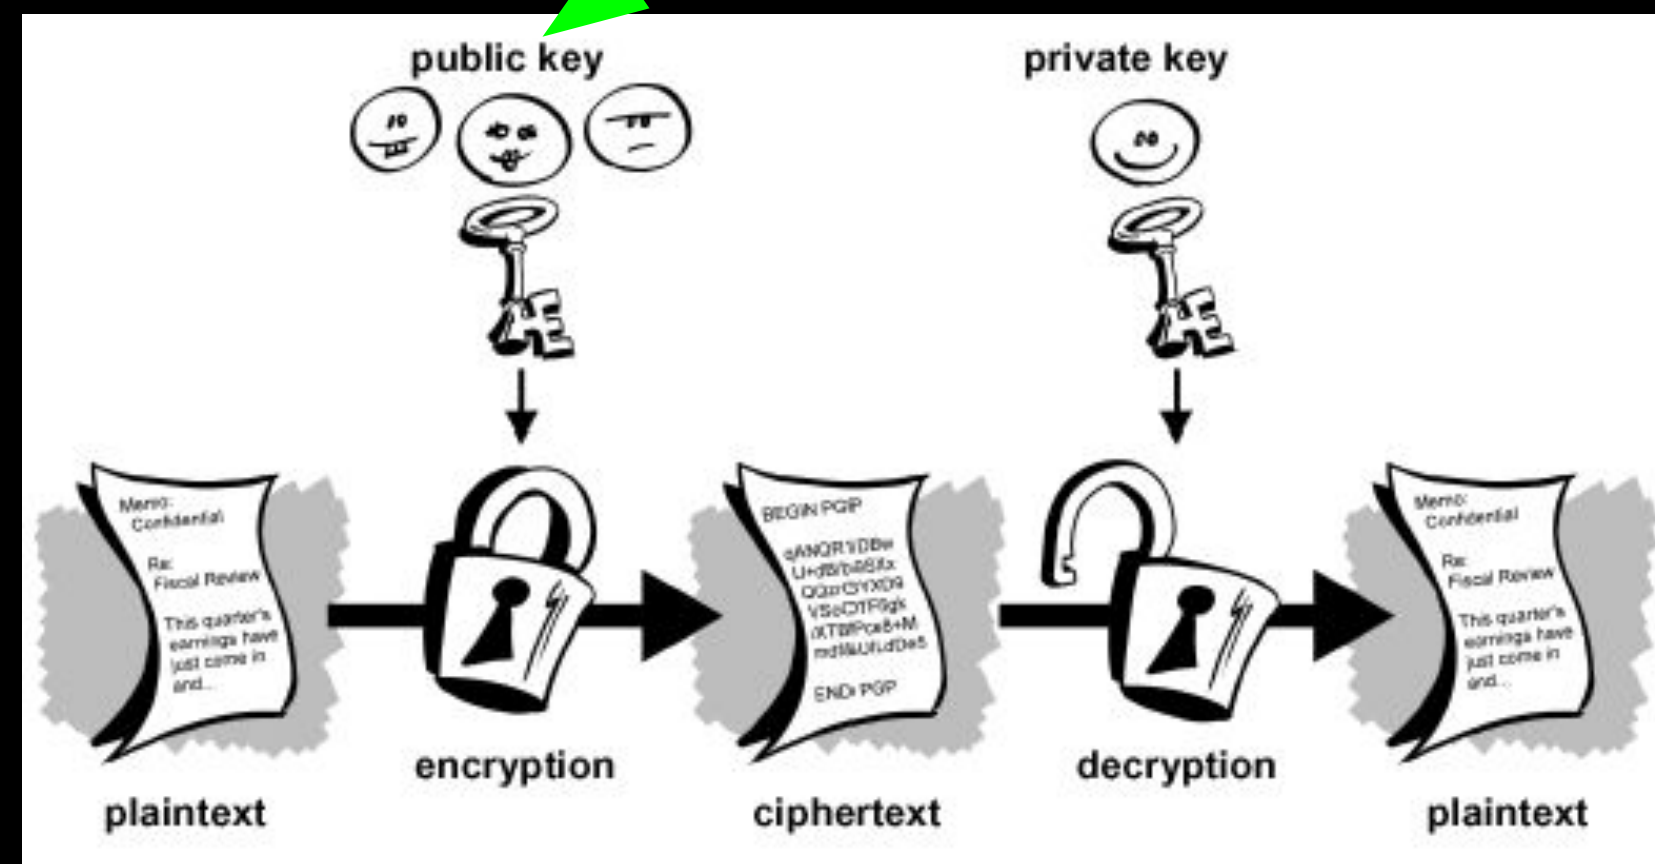 public key
private key
Memo:
Confidential
Re:
Fiscal Review
This quarter's
earnings have
just come in
and...
BEGIN PGP
END PGP
Memo:
Confidential
Re:
Fiscal Review
This quarter's
earnings have
just come in
and...
encryption
decryption
plaintext
ciphertext
plaintext